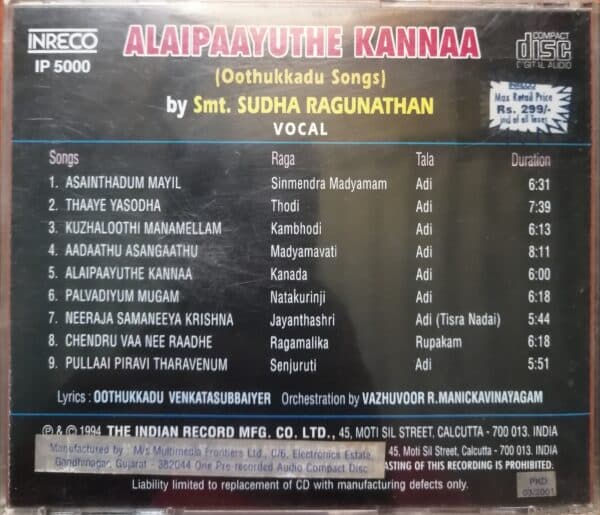 INRECO
IP 5000
ALAIPAAYUTHE KANNAA
COMPACT
disc
DIGITAL AUDIO
(Oothukkadu Songs)
by Smt. SUDHA RAGUNATHAN
VOCAL
Max Retail Price
Rs. 299/-
Songs Raga Tala Duration
1. ASAINTHADUM MAYIL Sinmendra Madyamam Adi 6:31
2. THAAYE YASODHA Thodi Adi 7:39
3. KUZHALOOTHI MANAMELLAM Kambhodi Adi 6:13
4. AADAATHU ASANGAATHU Madyamavati Adi 8:11
5. ALAIPAAYUTHE KANNAA Kanada Adi 6:00
6. PALVADIYUM MUGAM Natakurinji Adi 6:18
7. NEERAJA SAMANEEYA KRISHNA Jayanthashri Adi (Tisra Nadai) 5:44
8. CHENDRU VAA NEE RAADHE Ragamalika Rupakam 6:18
9. PULLAAI PIRAVI THARAVENUM Senjuruti Adi 5:51
Lyrics : OOTHUKKADU VENKATASUBBAIYER Orchestration by VAZHUVOOR R.MANICKAVINAYAGAM
℗ & © 1994 THE INDIAN RECORD MFG. CO. LTD., 45, MOTI SIL STREET, CALCUTTA - 700 013. INDIA
Manufactured by : M/s Multimedia Frontiers Ltd., C/6, Electronics Estate, 45, Moti Sil Street, Calcutta - 700 013. INDIA
Gandhinagar, Gujarat - 382044 One Pre recorded Audio Compact Disc ASTING OF THIS RECORDING IS PROHIBITED.
Liability limited to replacement of CD with manufacturing defects only.
PKD